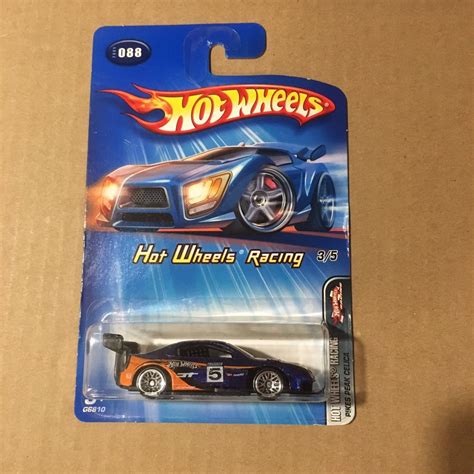 088
HOT WHEELS
Hot Wheels Racing 3/5
HOT WHEELS RACING
PIKES PEAK CELICA
HOT WHEELS
5
G6810